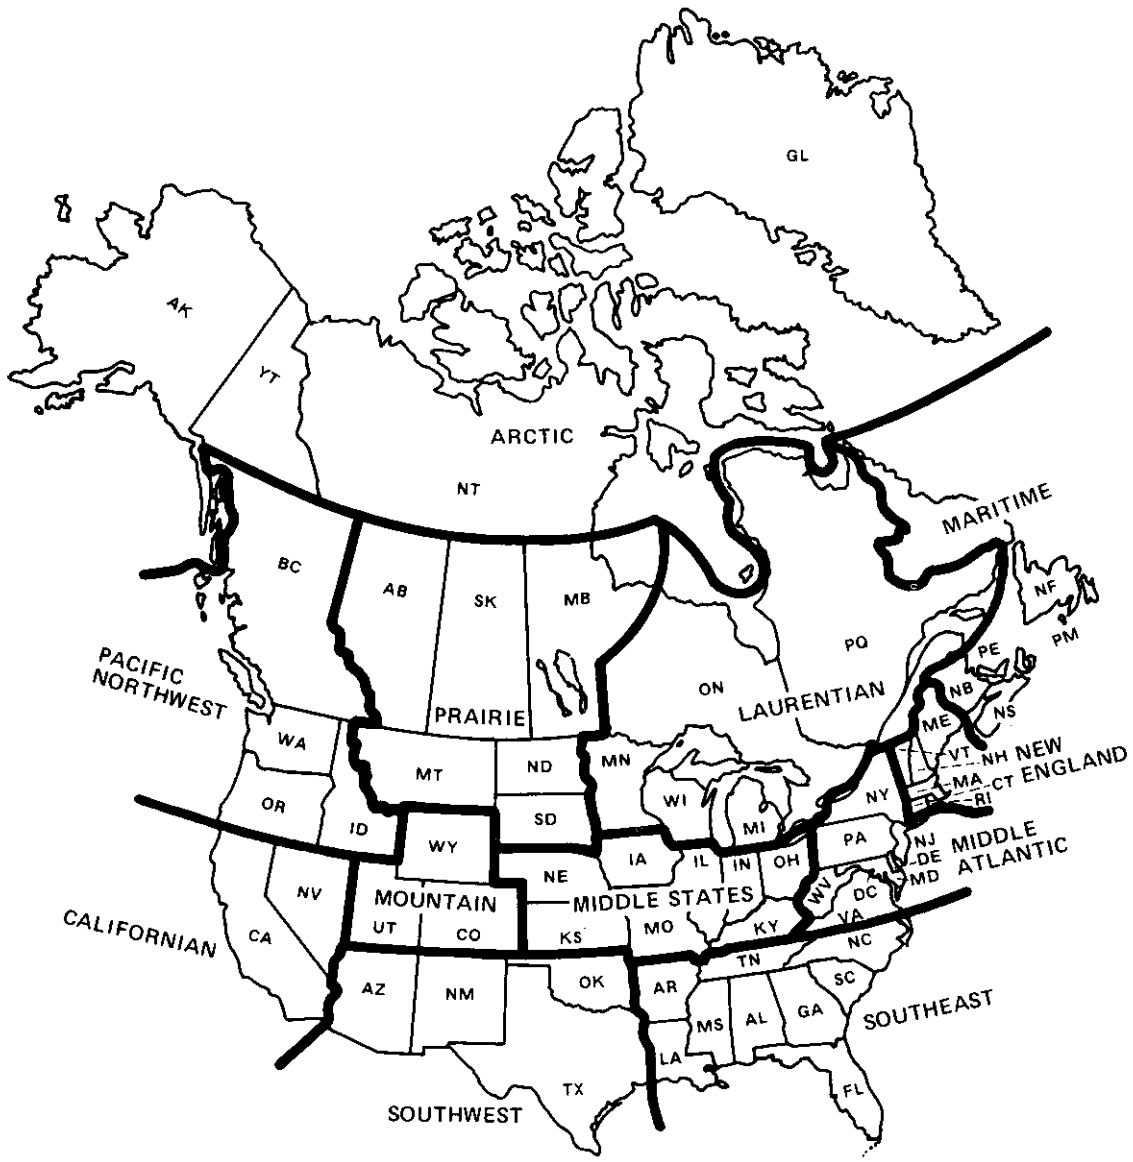 GL
AK
YT
ARCTIC
NT
MARITIME
BC
AB
SK
MB
NF
PM
PQ
PE
PACIFIC
NORTHWEST
ON
LAURENTIAN
NB
NS
PRAIRIE
ME
WA
MT
ND
MN
VT
NH
NEW
ENGLAND
MA
CT
RI
OR
ID
SD
WI
MI
NY
WY
NE
IA
IL
IN
OH
PA
NJ
DE
MD
MIDDLE
ATLANTIC
NV
MOUNTAIN
MIDDLE STATES
WV
DC
VA
CALIFORNIAN
CA
UT
CO
KS
MO
KY
NC
TN
AZ
NM
OK
AR
SC
MS
AL
GA
SOUTHEAST
LA
TX
FL
SOUTHWEST